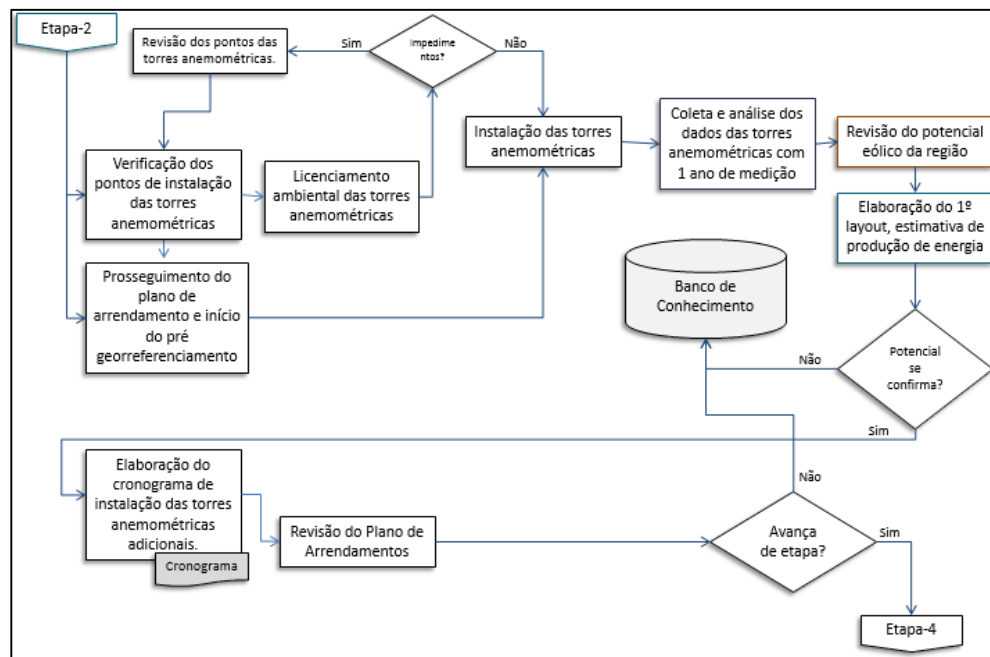 Etapa-2
Revisão dos pontos das
torres anemométricas.
Sim
Impedime
ntos?
Não
Verificação dos
pontos de instalação
das torres
anemométricas
Licenciamento
ambiental das torres
anemométricas
Instalação das torres
anemométricas
Coleta e análise dos
dados das torres
anemométricas com
1 ano de medição
Revisão do potencial
eólico da região
Elaboração do 1º
layout, estimativa de
produção de energia
Prosseguimento do
plano de
arrendamento e início
do pré
georreferenciamento
Banco de
Conhecimento
Não
Potencial
se
confirma?
Sim
Elaboração do
cronograma de
instalação das torres
anemométricas
adicionais.
Cronograma
Revisão do Plano de
Arrendamentos
Não
Avança
de etapa?
Sim
Etapa-4